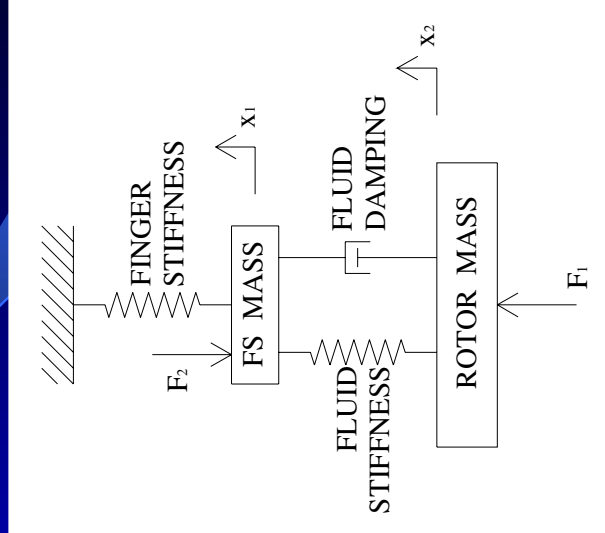 FINGER
STIFFNESS
x₁
F₂
FS MASS
x₂
FLUID
DAMPING
FLUID
STIFFNESS
ROTOR MASS
F₁